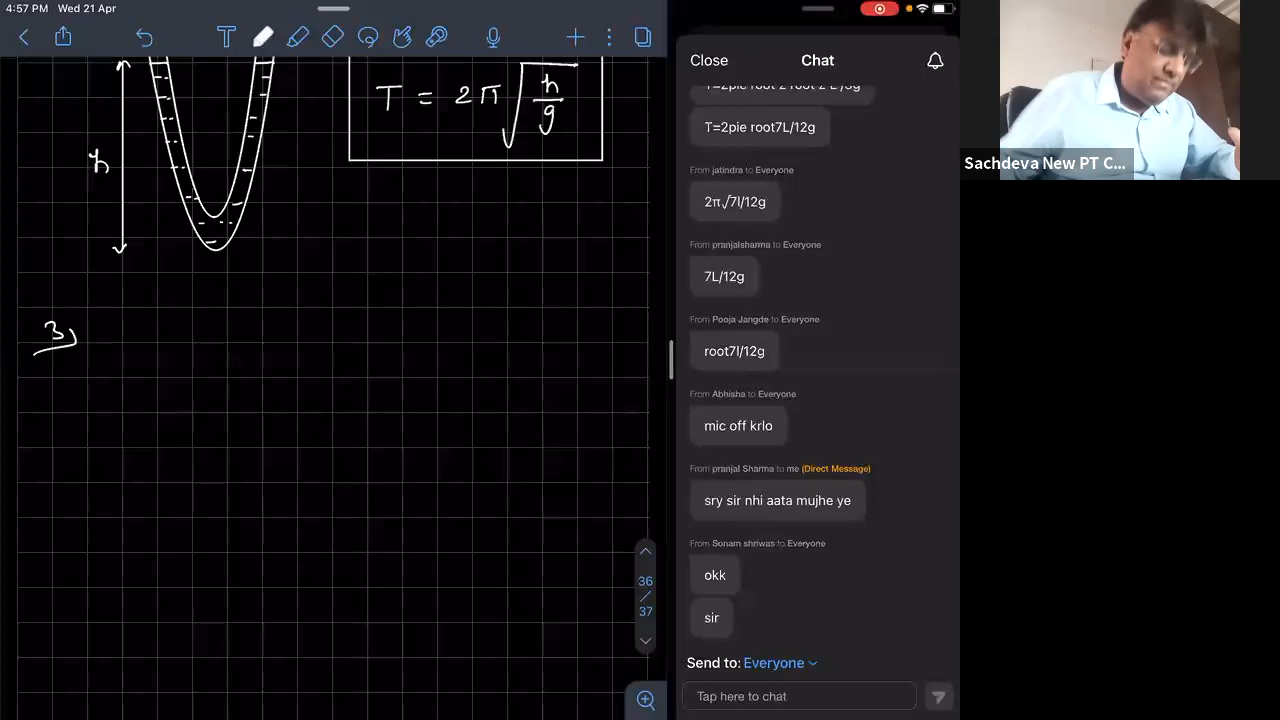 4:57 PM Wed 21 Apr
T = 2π √h/g
h
3)
36
/
37
Close
Chat
T=2pie root7L/12g
From jatindra to Everyone
2π√7l/12g
From pranjalsharma to Everyone
7L/12g
From Pooja Jangde to Everyone
root7l/12g
From Abhisha to Everyone
mic off krlo
From pranjal Sharma to me (Direct Message)
sry sir nhi aata mujhe ye
From Sonam shriwas to Everyone
okk
sir
Send to: Everyone
Tap here to chat
Sachdeva New PT C...